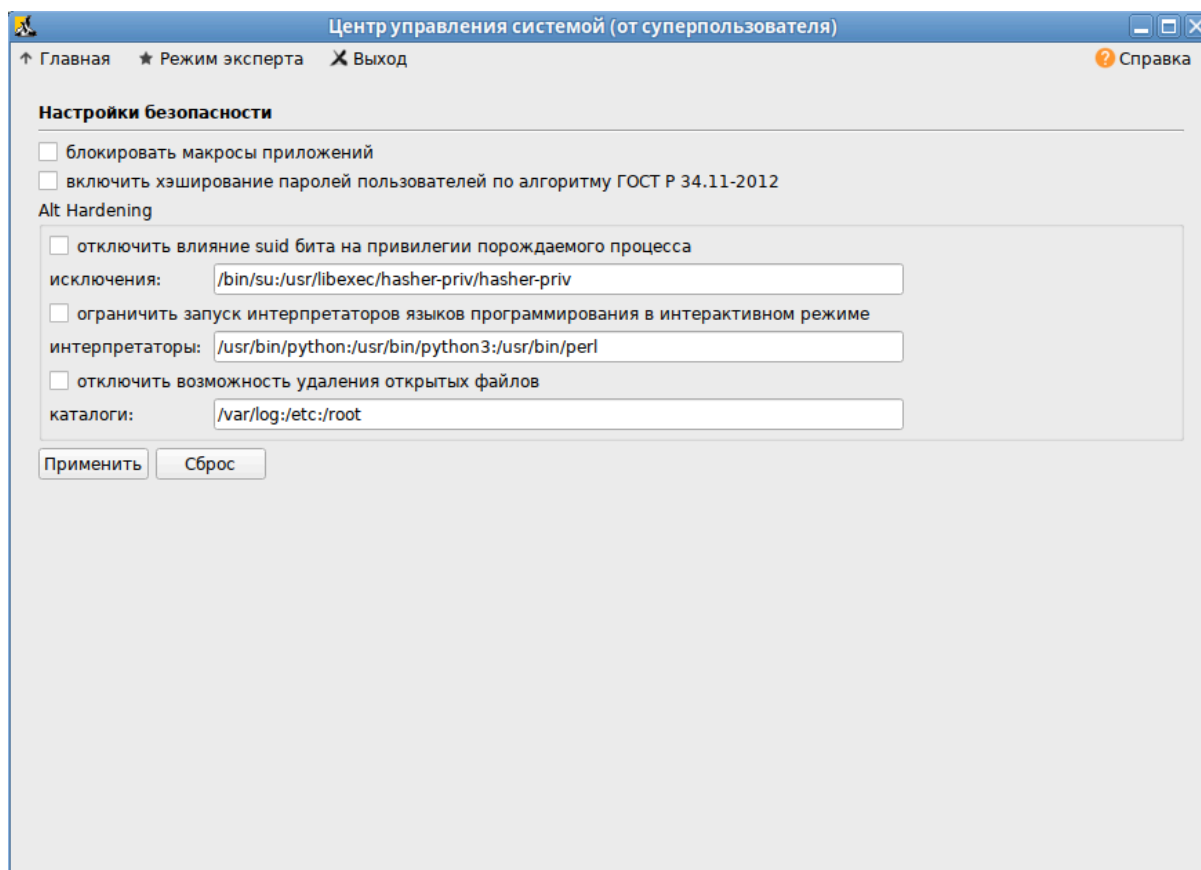 Центр управления системой (от суперпользователя)
Главная Режим эксперта Выход Справка
Настройки безопасности
блокировать макросы приложений
включить хэширование паролей пользователей по алгоритму ГОСТ Р 34.11-2012
Alt Hardening
отключить влияние suid бита на привилегии порождаемого процесса
исключения: /bin/su:/usr/libexec/hasher-priv/hasher-priv
ограничить запуск интерпретаторов языков программирования в интерактивном режиме
интерпретаторы: /usr/bin/python:/usr/bin/python3:/usr/bin/perl
отключить возможность удаления открытых файлов
каталоги: /var/log:/etc:/root
Применить Сброс